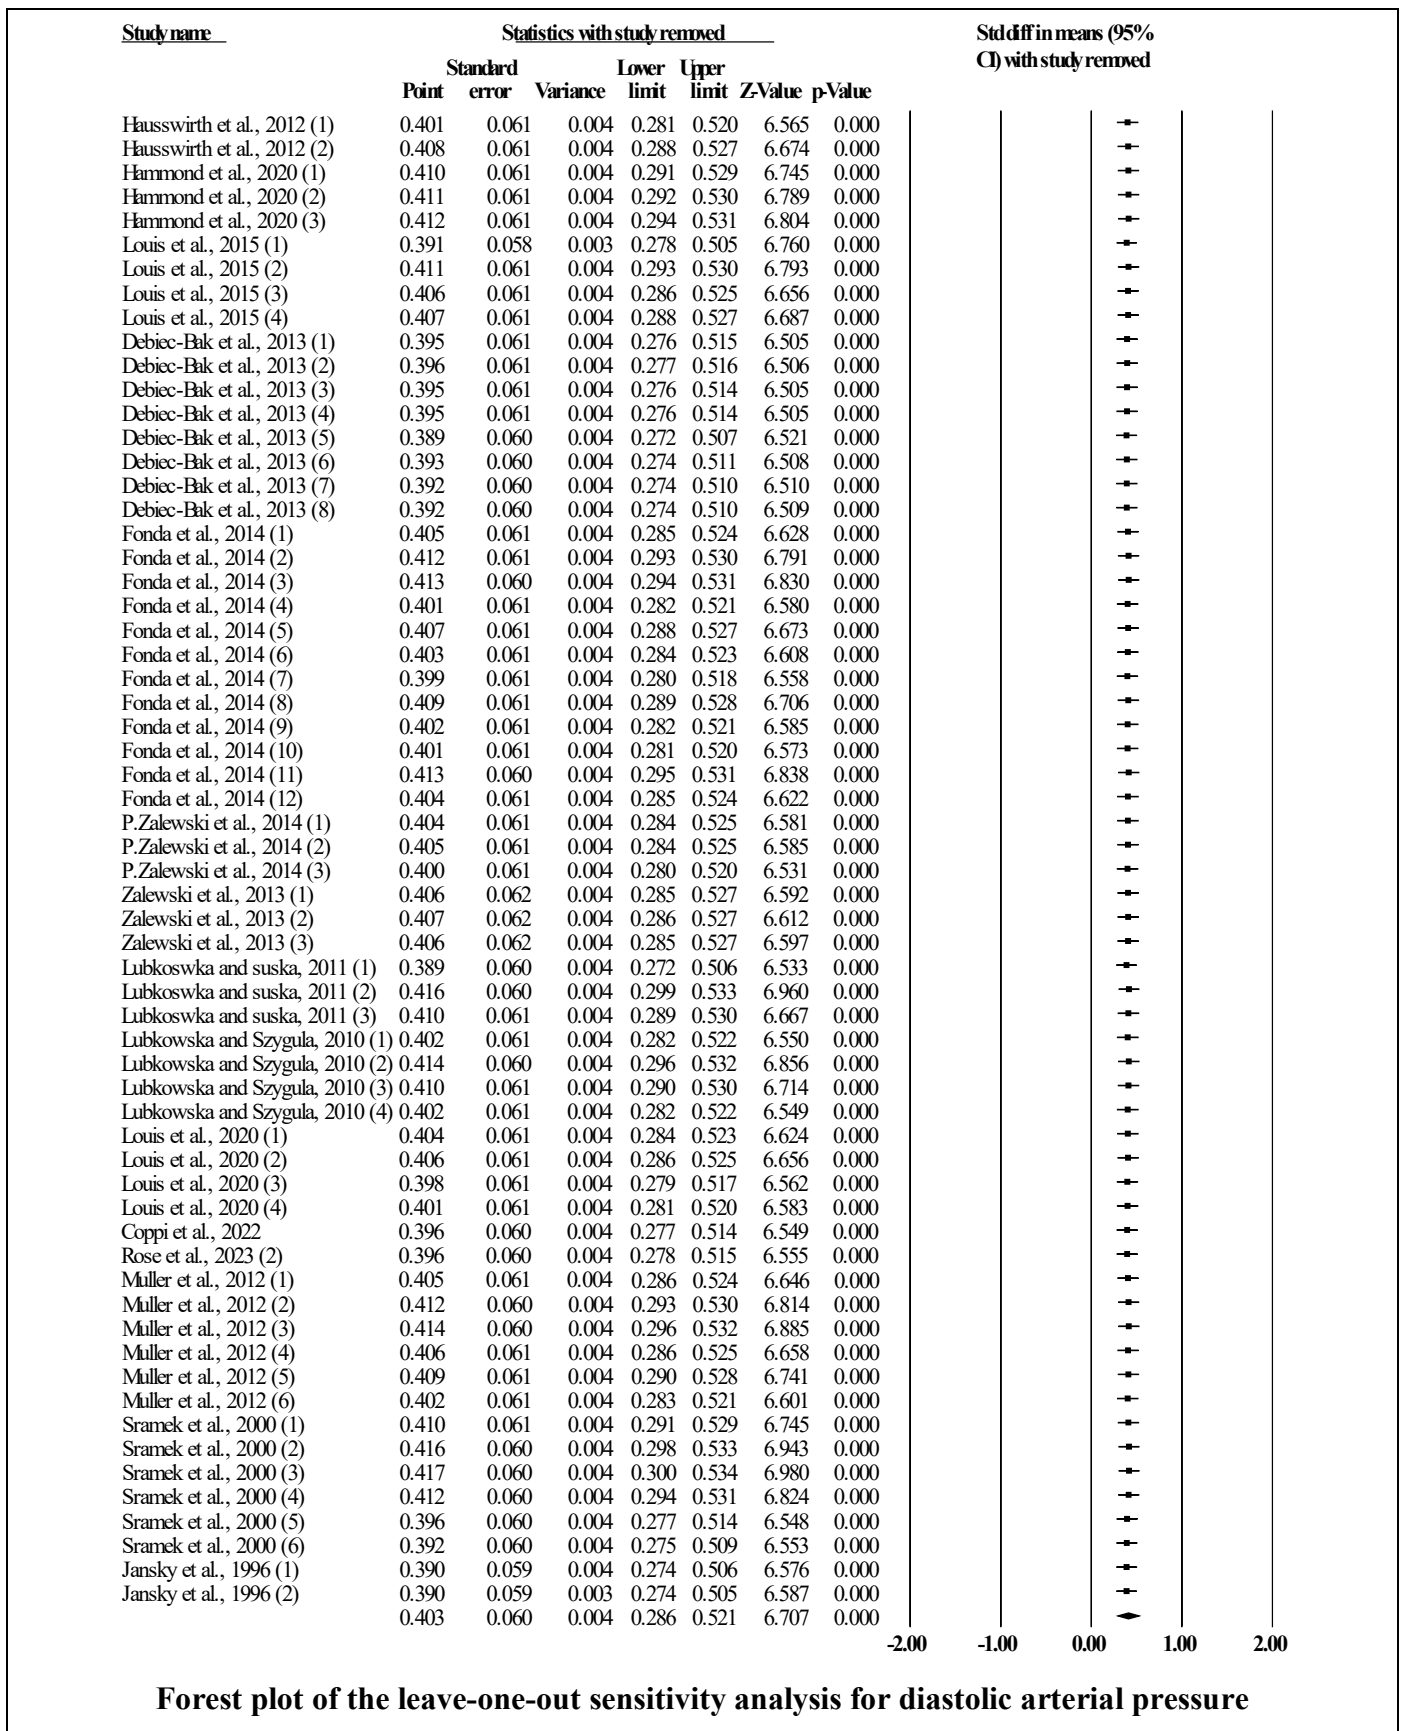 Study name Statistics with study removed Std diff in means (95%
CI) with study removed
Standard Lower Upper
Point error Variance limit limit Z-Value p-Value
Hausswirth et al., 2012 (1) 0.401 0.061 0.004 0.281 0.520 6.565 0.000
Hausswirth et al., 2012 (2) 0.408 0.061 0.004 0.288 0.527 6.674 0.000
Hammond et al., 2020 (1) 0.410 0.061 0.004 0.291 0.529 6.745 0.000
Hammond et al., 2020 (2) 0.411 0.061 0.004 0.292 0.530 6.789 0.000
Hammond et al., 2020 (3) 0.412 0.061 0.004 0.294 0.531 6.804 0.000
Louis et al., 2015 (1) 0.391 0.058 0.003 0.278 0.505 6.760 0.000
Louis et al., 2015 (2) 0.411 0.061 0.004 0.293 0.530 6.793 0.000
Louis et al., 2015 (3) 0.406 0.061 0.004 0.286 0.525 6.656 0.000
Louis et al., 2015 (4) 0.407 0.061 0.004 0.288 0.527 6.687 0.000
Debiec-Bak et al., 2013 (1) 0.395 0.061 0.004 0.276 0.515 6.505 0.000
Debiec-Bak et al., 2013 (2) 0.396 0.061 0.004 0.277 0.516 6.506 0.000
Debiec-Bak et al., 2013 (3) 0.395 0.061 0.004 0.276 0.514 6.505 0.000
Debiec-Bak et al., 2013 (4) 0.395 0.061 0.004 0.276 0.514 6.505 0.000
Debiec-Bak et al., 2013 (5) 0.389 0.060 0.004 0.272 0.507 6.521 0.000
Debiec-Bak et al., 2013 (6) 0.393 0.060 0.004 0.274 0.511 6.508 0.000
Debiec-Bak et al., 2013 (7) 0.392 0.060 0.004 0.274 0.510 6.510 0.000
Debiec-Bak et al., 2013 (8) 0.392 0.060 0.004 0.274 0.510 6.509 0.000
Fonda et al., 2014 (1) 0.405 0.061 0.004 0.285 0.524 6.628 0.000
Fonda et al., 2014 (2) 0.412 0.061 0.004 0.293 0.530 6.791 0.000
Fonda et al., 2014 (3) 0.413 0.060 0.004 0.294 0.531 6.830 0.000
Fonda et al., 2014 (4) 0.401 0.061 0.004 0.282 0.521 6.580 0.000
Fonda et al., 2014 (5) 0.407 0.061 0.004 0.288 0.527 6.673 0.000
Fonda et al., 2014 (6) 0.403 0.061 0.004 0.284 0.523 6.608 0.000
Fonda et al., 2014 (7) 0.399 0.061 0.004 0.280 0.518 6.558 0.000
Fonda et al., 2014 (8) 0.409 0.061 0.004 0.289 0.528 6.706 0.000
Fonda et al., 2014 (9) 0.402 0.061 0.004 0.282 0.521 6.585 0.000
Fonda et al., 2014 (10) 0.401 0.061 0.004 0.281 0.520 6.573 0.000
Fonda et al., 2014 (11) 0.413 0.060 0.004 0.295 0.531 6.838 0.000
Fonda et al., 2014 (12) 0.404 0.061 0.004 0.285 0.524 6.622 0.000
P.Zalewski et al., 2014 (1) 0.404 0.061 0.004 0.284 0.525 6.581 0.000
P.Zalewski et al., 2014 (2) 0.405 0.061 0.004 0.284 0.525 6.585 0.000
P.Zalewski et al., 2014 (3) 0.400 0.061 0.004 0.280 0.520 6.531 0.000
Zalewski et al., 2013 (1) 0.406 0.062 0.004 0.285 0.527 6.592 0.000
Zalewski et al., 2013 (2) 0.407 0.062 0.004 0.286 0.527 6.612 0.000
Zalewski et al., 2013 (3) 0.406 0.062 0.004 0.285 0.527 6.597 0.000
Lubkoswka and suska, 2011 (1) 0.389 0.060 0.004 0.272 0.506 6.533 0.000
Lubkoswka and suska, 2011 (2) 0.416 0.060 0.004 0.299 0.533 6.960 0.000
Lubkoswka and suska, 2011 (3) 0.410 0.061 0.004 0.289 0.530 6.667 0.000
Lubkowska and Szygula, 2010 (1) 0.402 0.061 0.004 0.282 0.522 6.550 0.000
Lubkowska and Szygula, 2010 (2) 0.414 0.060 0.004 0.296 0.532 6.856 0.000
Lubkowska and Szygula, 2010 (3) 0.410 0.061 0.004 0.290 0.530 6.714 0.000
Lubkowska and Szygula, 2010 (4) 0.402 0.061 0.004 0.282 0.522 6.549 0.000
Louis et al., 2020 (1) 0.404 0.061 0.004 0.284 0.523 6.624 0.000
Louis et al., 2020 (2) 0.406 0.061 0.004 0.286 0.525 6.656 0.000
Louis et al., 2020 (3) 0.398 0.061 0.004 0.279 0.517 6.562 0.000
Louis et al., 2020 (4) 0.401 0.061 0.004 0.281 0.520 6.583 0.000
Coppi et al., 2022 0.396 0.060 0.004 0.277 0.514 6.549 0.000
Rose et al., 2023 (2) 0.396 0.060 0.004 0.278 0.515 6.555 0.000
Muller et al., 2012 (1) 0.405 0.061 0.004 0.286 0.524 6.646 0.000
Muller et al., 2012 (2) 0.412 0.060 0.004 0.293 0.530 6.814 0.000
Muller et al., 2012 (3) 0.414 0.060 0.004 0.296 0.532 6.885 0.000
Muller et al., 2012 (4) 0.406 0.061 0.004 0.286 0.525 6.658 0.000
Muller et al., 2012 (5) 0.409 0.061 0.004 0.290 0.528 6.741 0.000
Muller et al., 2012 (6) 0.402 0.061 0.004 0.283 0.521 6.601 0.000
Sramek et al., 2000 (1) 0.410 0.061 0.004 0.291 0.529 6.745 0.000
Sramek et al., 2000 (2) 0.416 0.060 0.004 0.298 0.533 6.943 0.000
Sramek et al., 2000 (3) 0.417 0.060 0.004 0.300 0.534 6.980 0.000
Sramek et al., 2000 (4) 0.412 0.060 0.004 0.294 0.531 6.824 0.000
Sramek et al., 2000 (5) 0.396 0.060 0.004 0.277 0.514 6.548 0.000
Sramek et al., 2000 (6) 0.392 0.060 0.004 0.275 0.509 6.553 0.000
Jansky et al., 1996 (1) 0.390 0.059 0.004 0.274 0.506 6.576 0.000
Jansky et al., 1996 (2) 0.390 0.059 0.003 0.274 0.505 6.587 0.000
0.403 0.060 0.004 0.286 0.521 6.707 0.000
-2.00 -1.00 0.00 1.00 2.00
Forest plot of the leave-one-out sensitivity analysis for diastolic arterial pressure